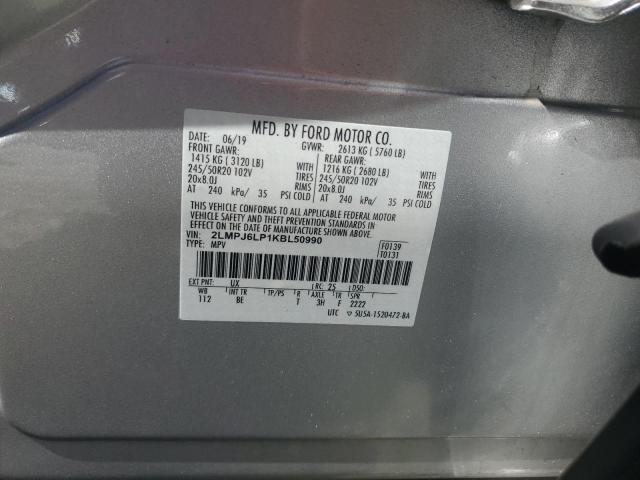 MFD. BY FORD MOTOR CO.
DATE: 06/19 GVWR: 2613 KG ( 5760 LB)
FRONT GAWR: REAR GAWR:
1415 KG ( 3120 LB) WITH 1216 KG ( 2680 LB) WITH
245/50R20 102V TIRES 245/50R20 102V TIRES
20x8.0J RIMS 20x8.0J RIMS
AT 240 kPa/ 35 PSI COLD AT 240 kPa/ 35 PSI COLD
THIS VEHICLE CONFORMS TO ALL APPLICABLE FEDERAL MOTOR
VEHICLE SAFETY AND THEFT PREVENTION STANDARDS IN
EFFECT ON THE DATE OF MANUFACTURE SHOWN ABOVE.
VIN: 2LMPJ6LP1KBL50990 F0139
TYPE: MPV T0131
EXT PNT: UX RC: 25 DSO:
WB INT TR TP/PS R AXLE TR SPR
112 BE T 3H F 2222
UTC ▽ 5U5A-1520472-BA